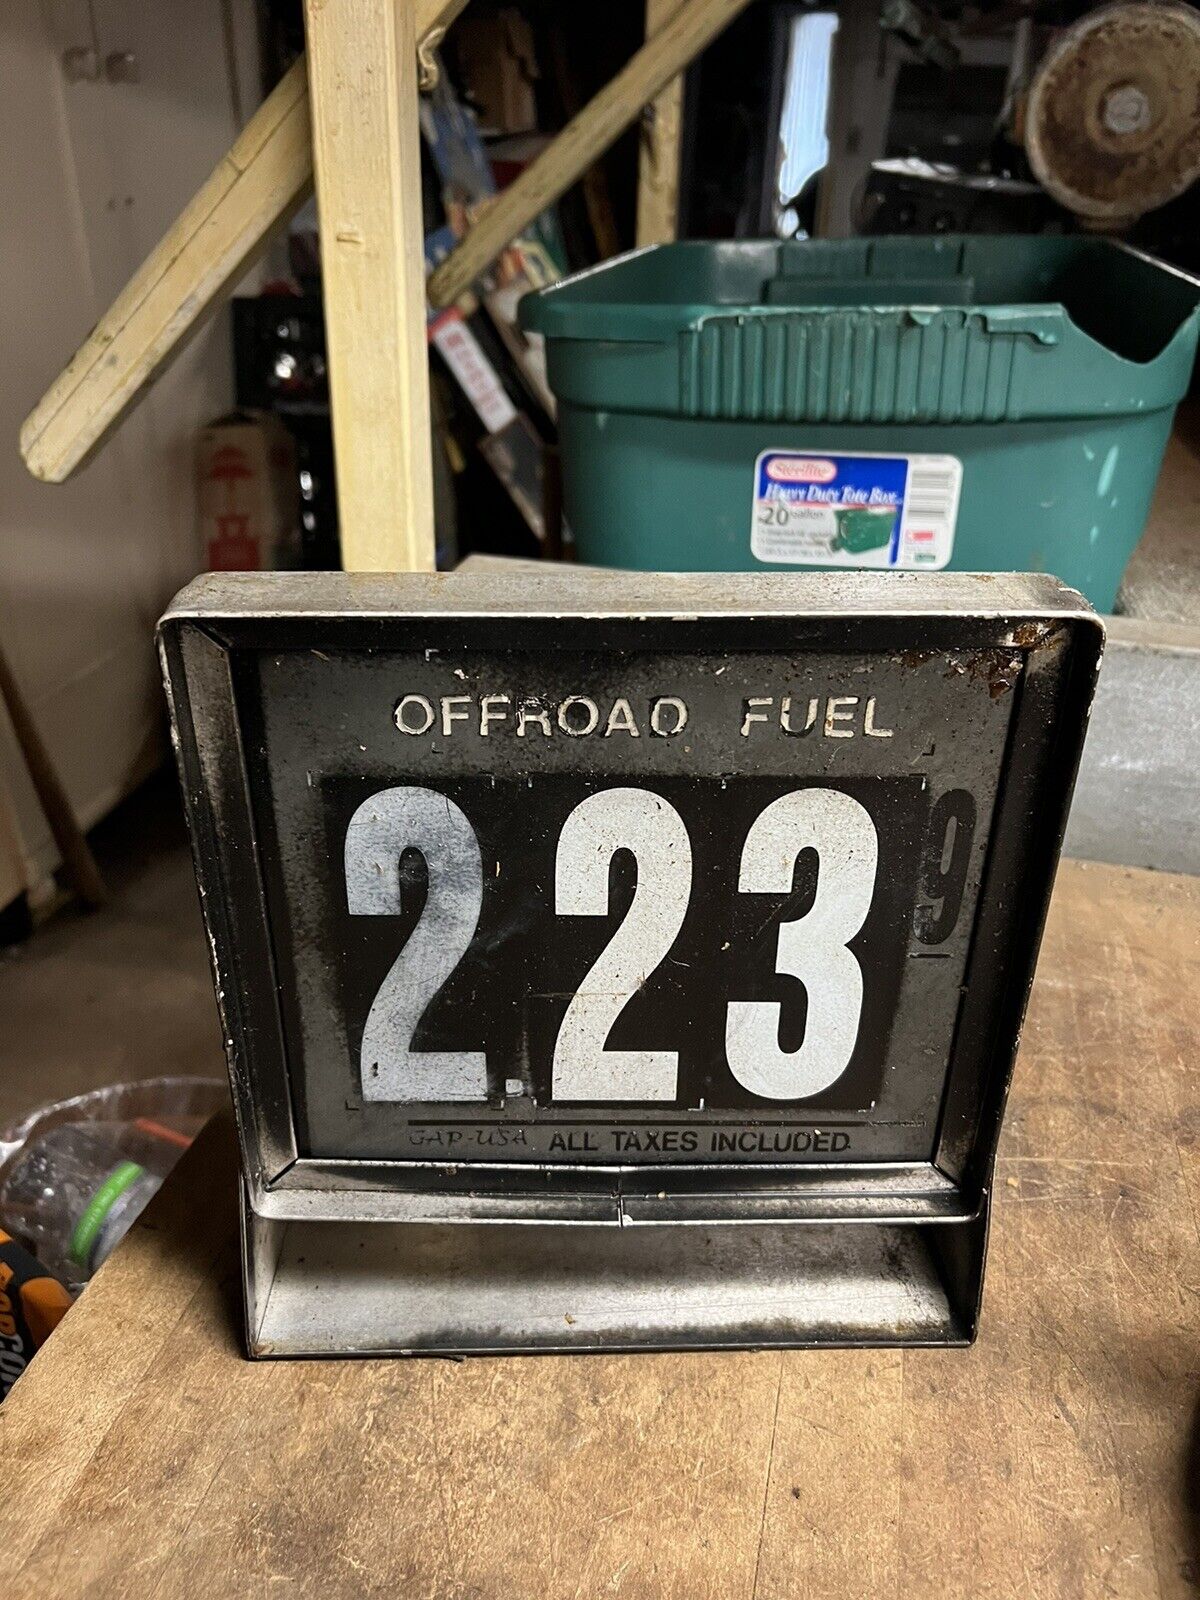 Sterilite
Heavy Duty Tote Box
20 Gallon
OFFROAD FUEL
2.23 9
GAP-USA ALL TAXES INCLUDED